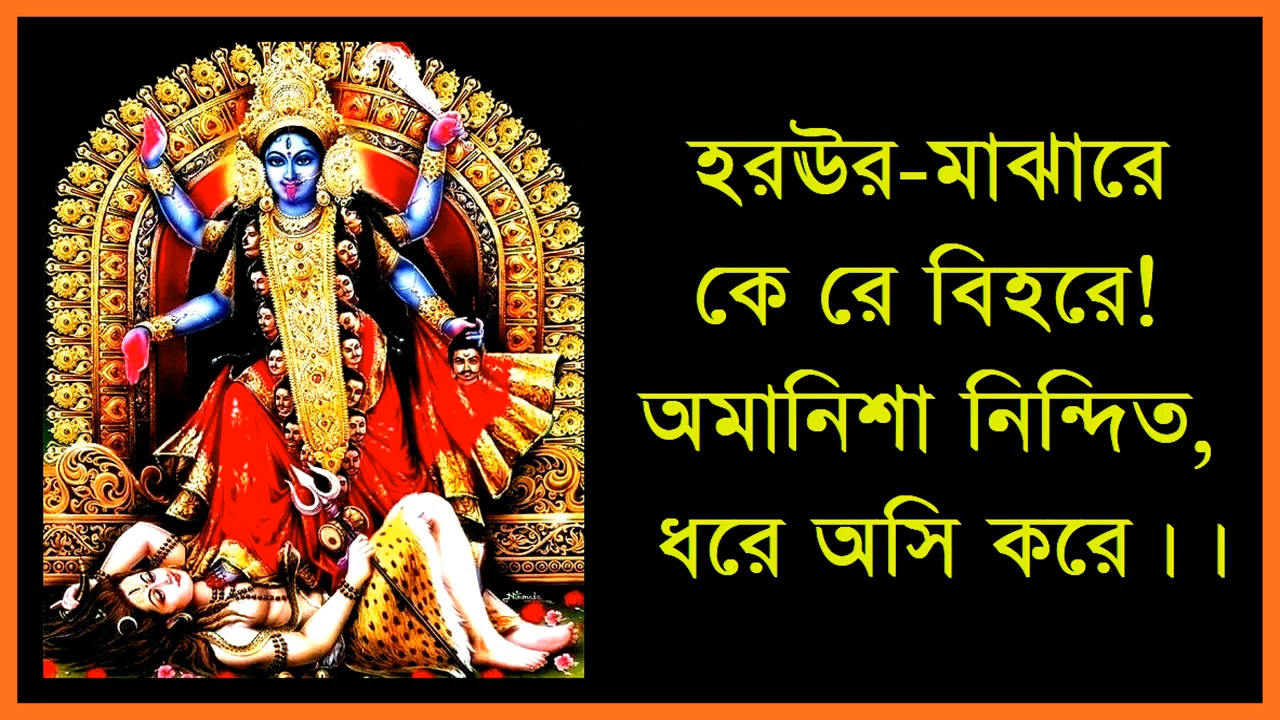 হরঊর-মাঝারে
কে রে বিহরে!
অমানিশা নিন্দিত,
ধরে অসি করে।।